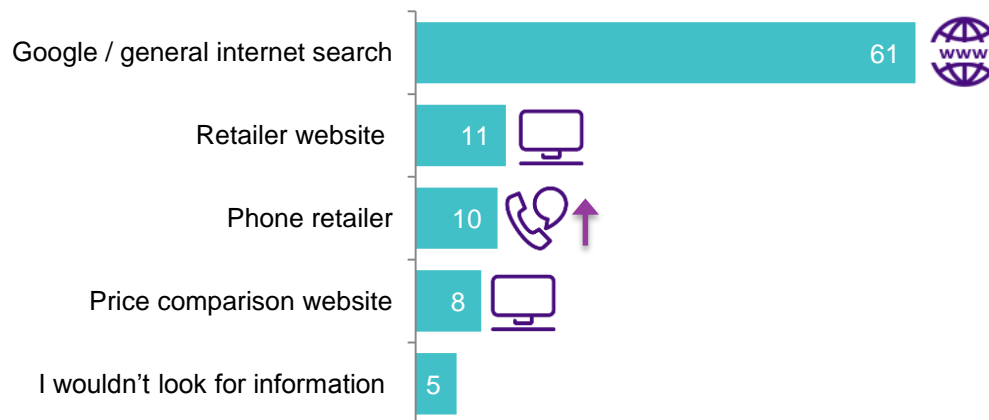 Google / general internet search
61
www
Retailer website
11
Phone retailer
10
Price comparison website
8
I wouldn’t look for information
5